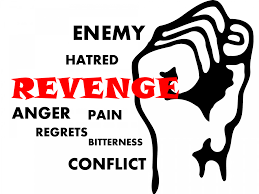 ENEMY
HATRED
REVENGE
ANGER PAIN
REGRETS
BITTERNESS
CONFLICT